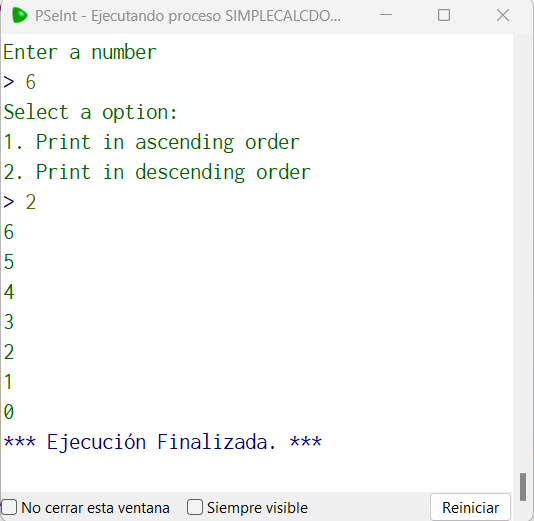 PSeInt - Ejecutando proceso SIMPLECALCDO...
Enter a number
> 6
Select a option:
1. Print in ascending order
2. Print in descending order
> 2
6
5
4
3
2
1
0
*** Ejecución Finalizada. ***
No cerrar esta ventana Siempre visible Reiniciar